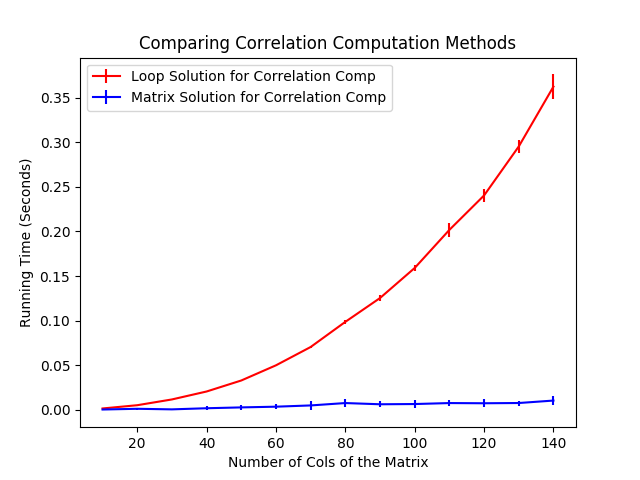 Comparing Correlation Computation Methods
Loop Solution for Correlation Comp
Matrix Solution for Correlation Comp
0.35
0.30
0.25
0.20
0.15
0.10
0.05
0.00
Running Time (Seconds)
20 40 60 80 100 120 140
Number of Cols of the Matrix